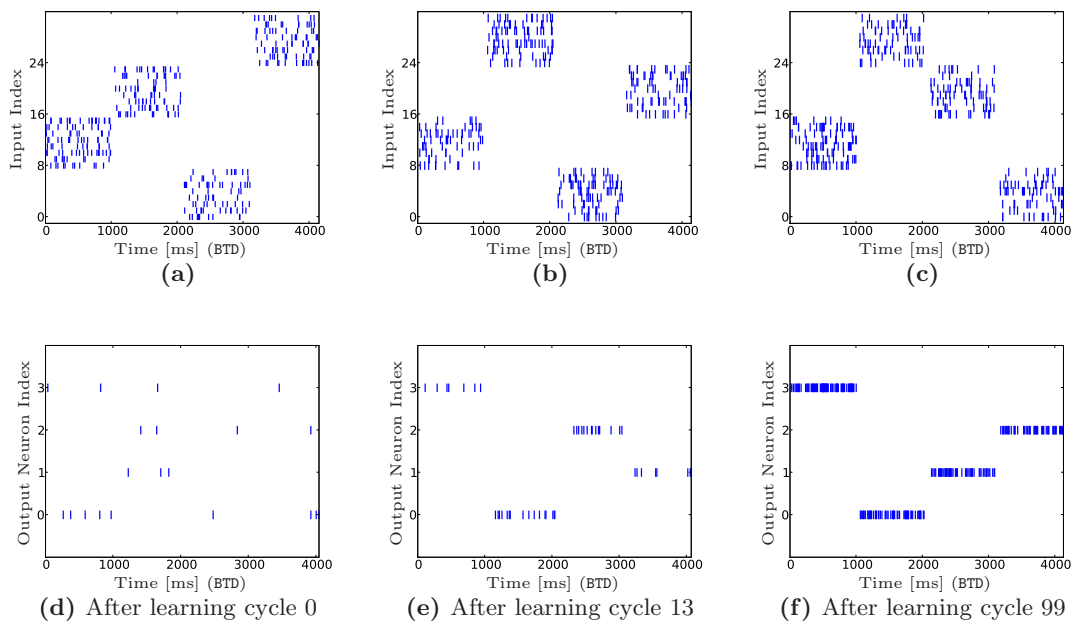 Input Index
24
16
8
0
0 1000 2000 3000 4000
Time [ms] (BTD)
(a)
Input Index
24
16
8
0
0 1000 2000 3000 4000
Time [ms] (BTD)
(b)
Input Index
24
16
8
0
0 1000 2000 3000 4000
Time [ms] (BTD)
(c)
Output Neuron Index
3
2
1
0
0 1000 2000 3000 4000
Time [ms] (BTD)
(d) After learning cycle 0
Output Neuron Index
3
2
1
0
0 1000 2000 3000 4000
Time [ms] (BTD)
(e) After learning cycle 13
Output Neuron Index
3
2
1
0
0 1000 2000 3000 4000
Time [ms] (BTD)
(f) After learning cycle 99